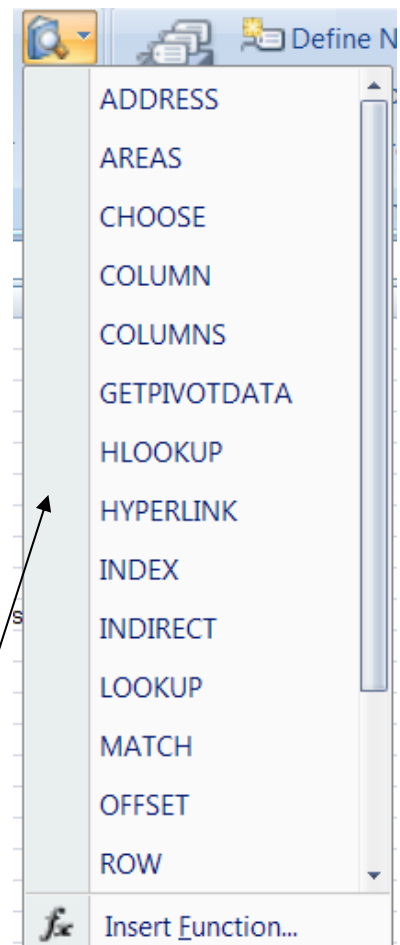 Define N
ADDRESS
AREAS
CHOOSE
COLUMN
COLUMNS
GETPIVOTDATA
HLOOKUP
HYPERLINK
INDEX
s
INDIRECT
LOOKUP
MATCH
OFFSET
ROW
fx Insert Function...